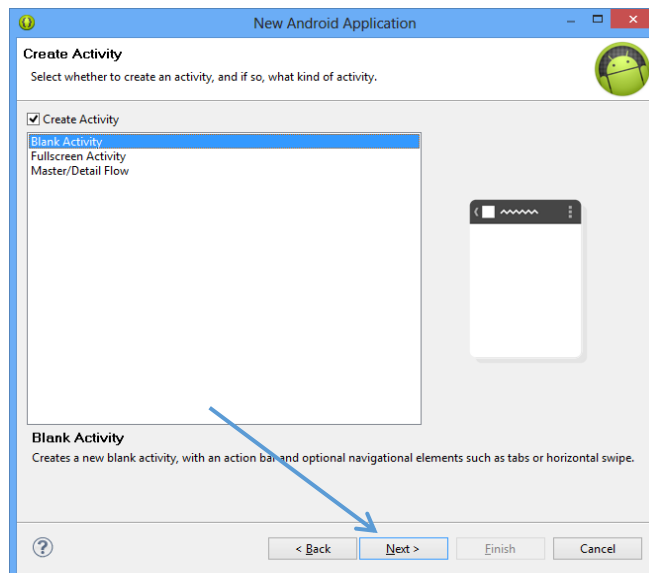 New Android Application
Create Activity
Select whether to create an activity, and if so, what kind of activity.
Create Activity
Blank Activity
Fullscreen Activity
Master/Detail Flow
Blank Activity
Creates a new blank activity, with an action bar and optional navigational elements such as tabs or horizontal swipe.
< Back Next > Finish Cancel